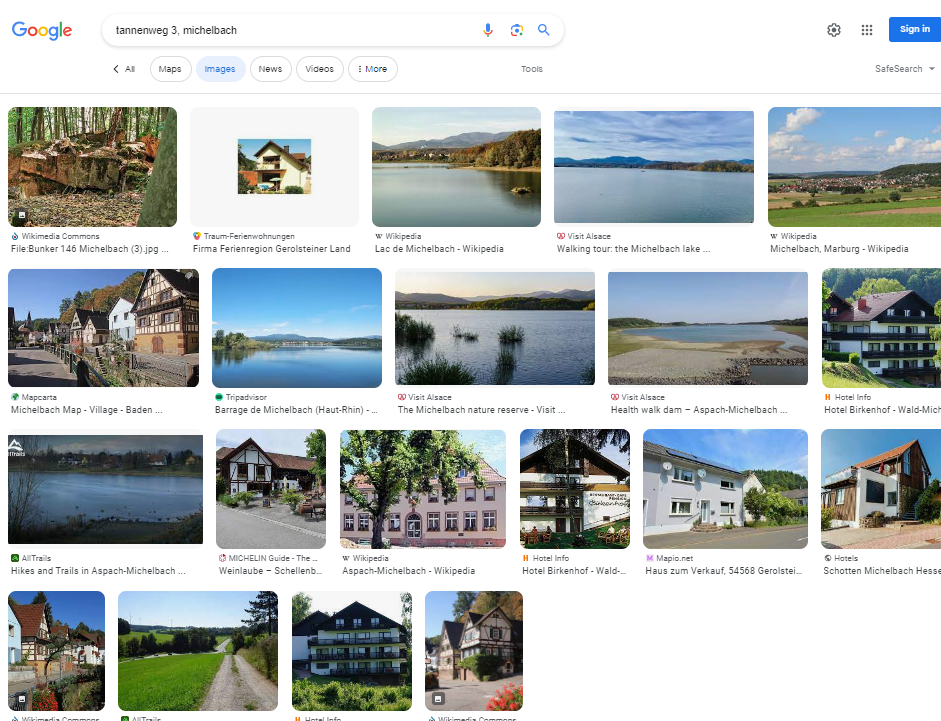 Google
tannenweg 3, michelbach
Sign in
All
Maps
Images
News
Videos
More
Tools
SafeSearch
Wikimedia Commons
File:Bunker 146 Michelbach (3).jpg ...
Traum-Ferienwohnungen
Firma Ferienregion Gerolsteiner Land
Wikipedia
Lac de Michelbach - Wikipedia
Visit Alsace
Walking tour: the Michelbach lake ...
Wikipedia
Michelbach, Marburg - Wikipedia
Mapcarta
Michelbach Map - Village - Baden ...
Tripadvisor
Barrage de Michelbach (Haut-Rhin) - ...
Visit Alsace
The Michelbach nature reserve - Visit ...
Visit Alsace
Health walk dam – Aspach-Michelbach ...
Hotel Info
Hotel Birkenhof - Wald-Mich
AllTrails
Hikes and Trails in Aspach-Michelbach ...
MICHELIN Guide - The ...
Weinlaube – Schellenb...
Wikipedia
Aspach-Michelbach - Wikipedia
Hotel Info
Hotel Birkenhof - Wald-...
Mapio.net
Haus zum Verkauf, 54568 Gerolstei...
Hotels
Schotten Michelbach Hesse
Wikimedia Commons
AllTrails
Hotel Info
Wikimedia Commons